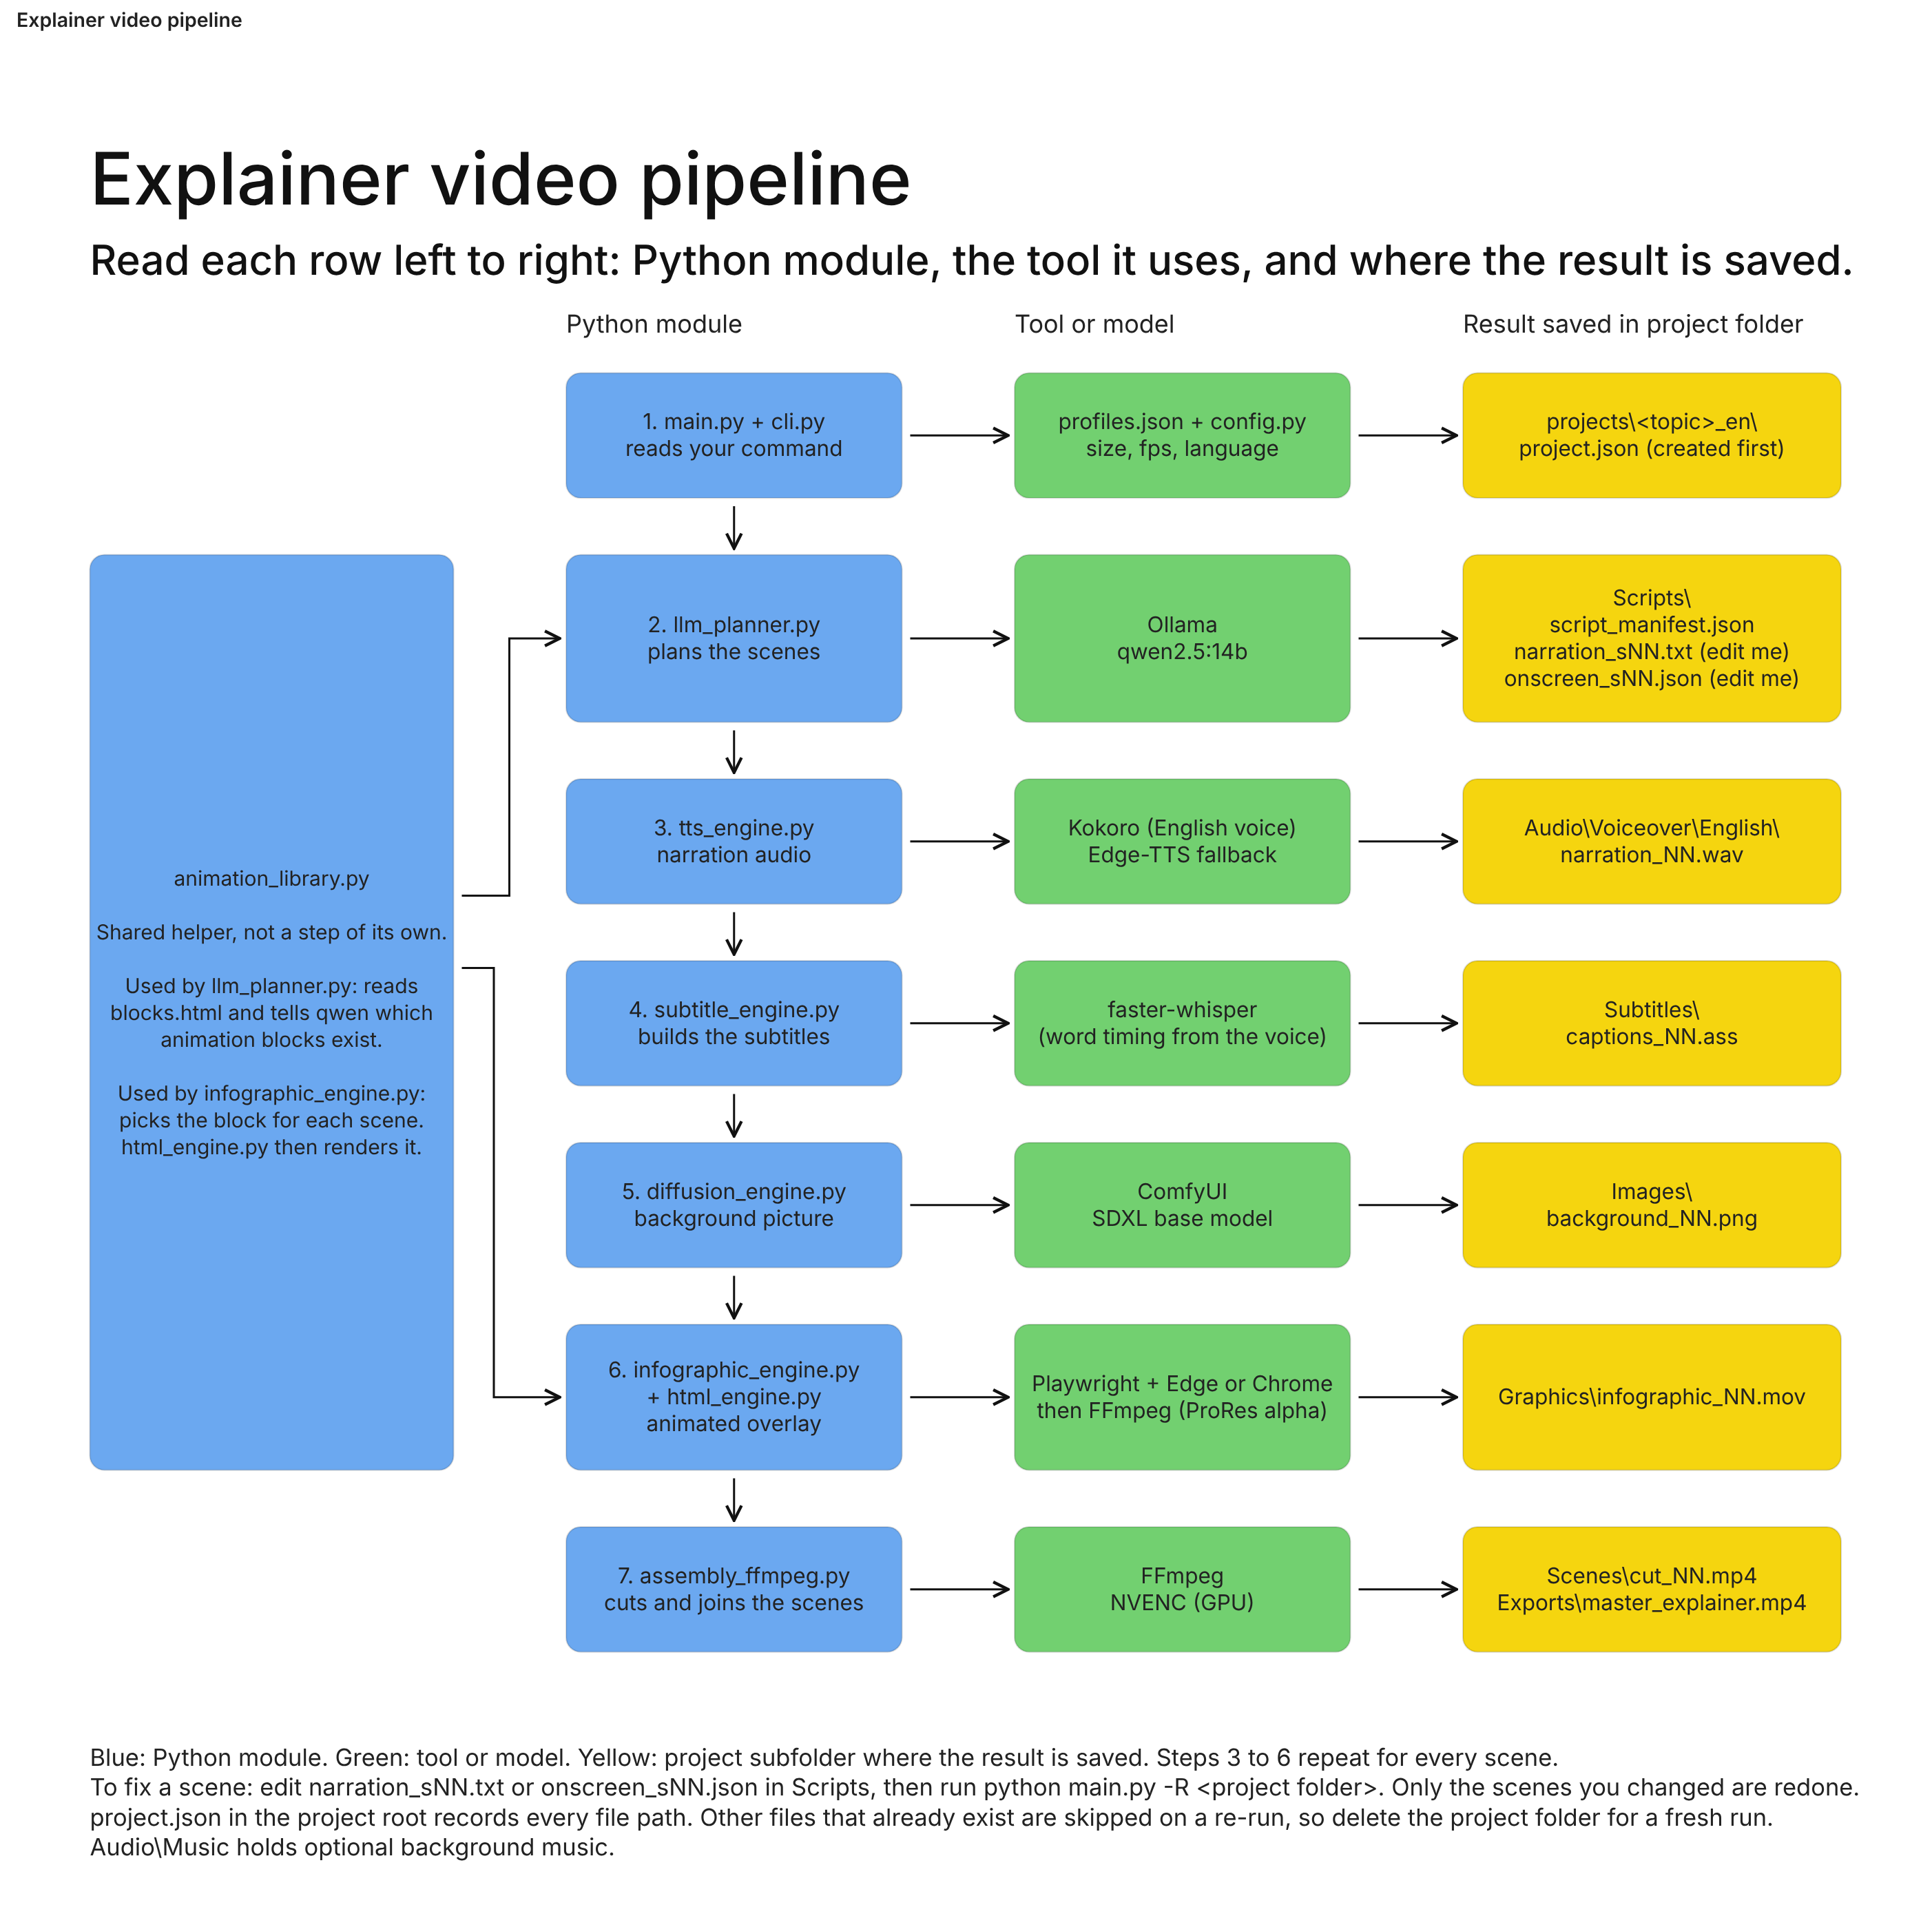 Explainer video pipeline
Explainer video pipeline
Read each row left to right: Python module, the tool it uses, and where the result is saved.
Python module
Tool or model
Result saved in project folder
1. main.py + cli.py
reads your command
profiles.json + config.py
size, fps, language
projects\<topic>_en\
project.json (created first)
2. llm_planner.py
plans the scenes
Ollama
qwen2.5:14b
Scripts\
script_manifest.json
narration_sNN.txt (edit me)
onscreen_sNN.json (edit me)
3. tts_engine.py
narration audio
Kokoro (English voice)
Edge-TTS fallback
Audio\Voiceover\English\
narration_NN.wav
animation_library.py
Shared helper, not a step of its own.
Used by llm_planner.py: reads
blocks.html and tells qwen which
animation blocks exist.
Used by infographic_engine.py:
picks the block for each scene.
html_engine.py then renders it.
4. subtitle_engine.py
builds the subtitles
faster-whisper
(word timing from the voice)
Subtitles\
captions_NN.ass
5. diffusion_engine.py
background picture
ComfyUI
SDXL base model
Images\
background_NN.png
6. infographic_engine.py
+ html_engine.py
animated overlay
Playwright + Edge or Chrome
then FFmpeg (ProRes alpha)
Graphics\infographic_NN.mov
7. assembly_ffmpeg.py
cuts and joins the scenes
FFmpeg
NVENC (GPU)
Scenes\cut_NN.mp4
Exports\master_explainer.mp4
Blue: Python module. Green: tool or model. Yellow: project subfolder where the result is saved. Steps 3 to 6 repeat for every scene.
To fix a scene: edit narration_sNN.txt or onscreen_sNN.json in Scripts, then run python main.py -R <project folder>. Only the scenes you changed are redone.
project.json in the project root records every file path. Other files that already exist are skipped on a re-run, so delete the project folder for a fresh run.
Audio\Music holds optional background music.